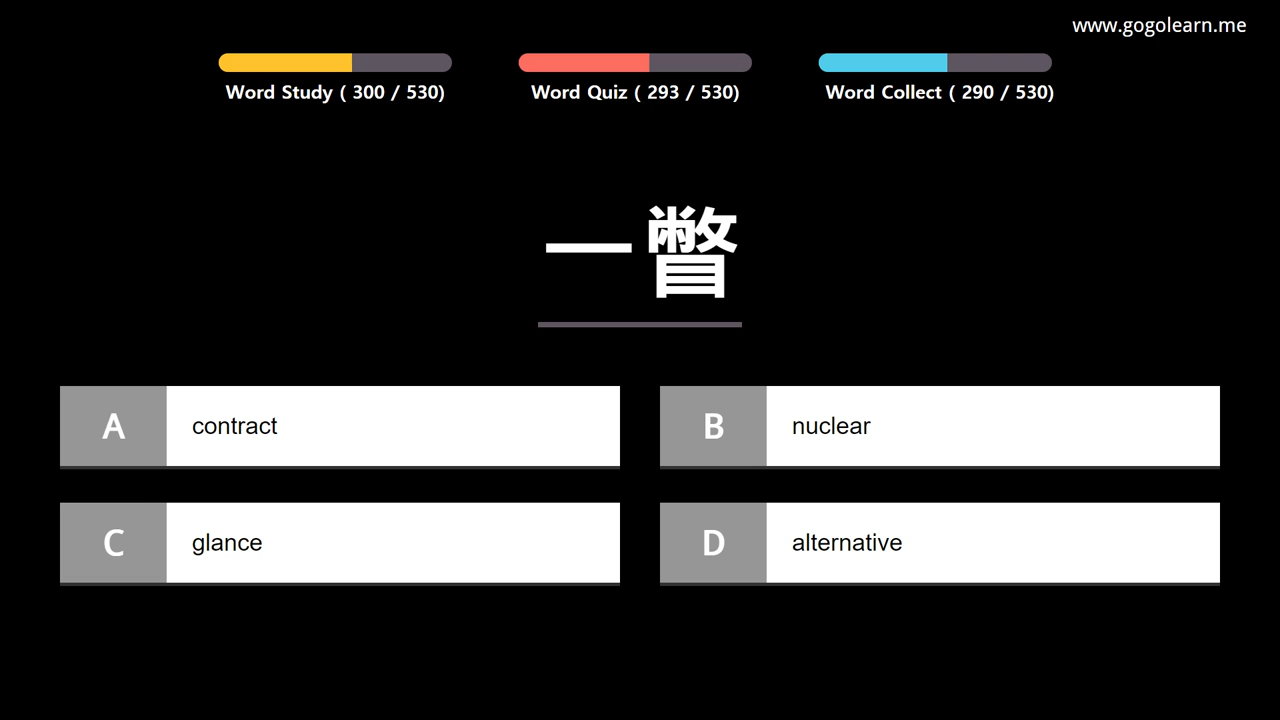 www.gogolearn.me
Word Study ( 300 / 530)
Word Quiz ( 293 / 530)
Word Collect ( 290 / 530)
一瞥
A contract
B nuclear
C glance
D alternative